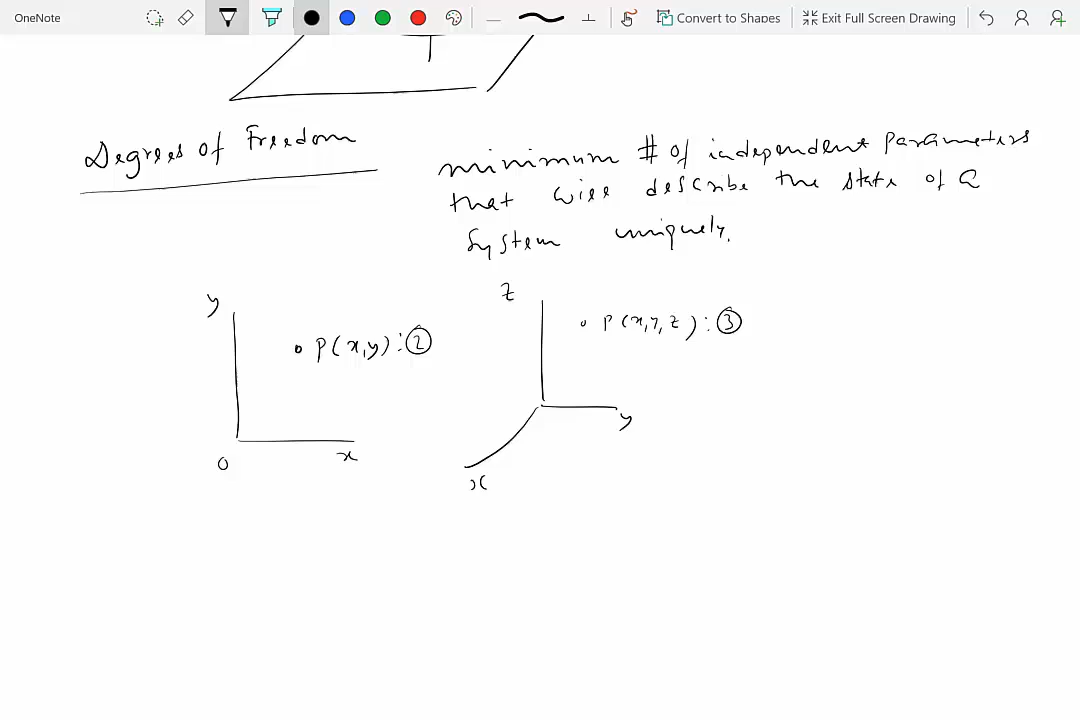 OneNote
Convert to Shapes
Exit Full Screen Drawing
Degrees of Freedom
minimum # of independent parameters
that will describe the state of a
system uniquely.
y
P(x,y) : 2
0
x
z
P(x,y,z) : 3
y
x